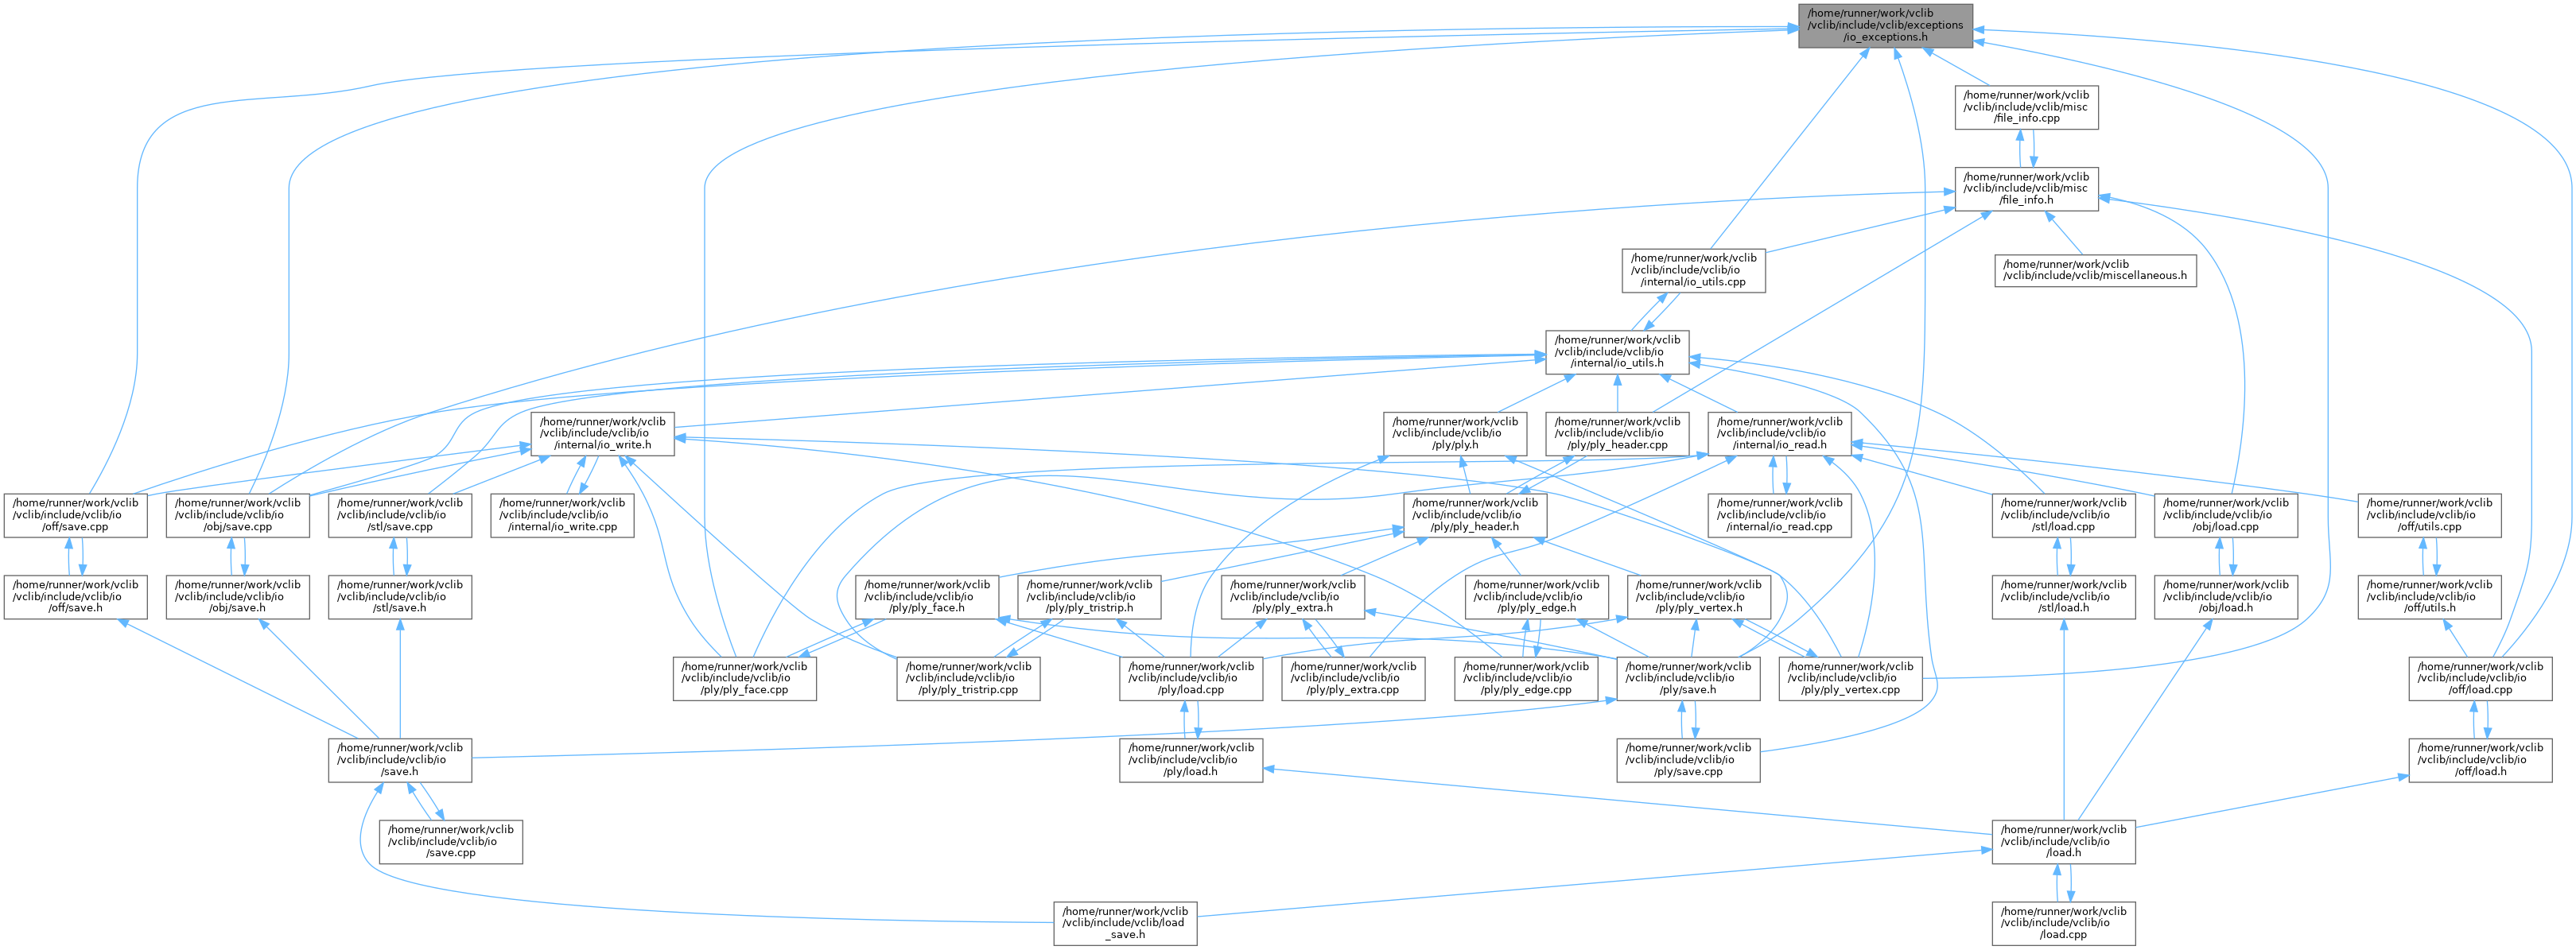 /home/runner/work/vclib
/vclib/include/vclib/exceptions
/io_exceptions.h
/home/runner/work/vclib
/vclib/include/vclib/misc
/file_info.cpp
/home/runner/work/vclib
/vclib/include/vclib/misc
/file_info.h
/home/runner/work/vclib
/vclib/include/vclib/io
/internal/io_utils.cpp
/home/runner/work/vclib
/vclib/include/vclib/miscellaneous.h
/home/runner/work/vclib
/vclib/include/vclib/io
/internal/io_utils.h
/home/runner/work/vclib
/vclib/include/vclib/io
/internal/io_write.h
/home/runner/work/vclib
/vclib/include/vclib/io
/ply/ply.h
/home/runner/work/vclib
/vclib/include/vclib/io
/ply/ply_header.cpp
/home/runner/work/vclib
/vclib/include/vclib/io
/internal/io_read.h
/home/runner/work/vclib
/vclib/include/vclib/io
/off/save.cpp
/home/runner/work/vclib
/vclib/include/vclib/io
/obj/save.cpp
/home/runner/work/vclib
/vclib/include/vclib/io
/stl/save.cpp
/home/runner/work/vclib
/vclib/include/vclib/io
/internal/io_write.cpp
/home/runner/work/vclib
/vclib/include/vclib/io
/ply/ply_header.h
/home/runner/work/vclib
/vclib/include/vclib/io
/internal/io_read.cpp
/home/runner/work/vclib
/vclib/include/vclib/io
/stl/load.cpp
/home/runner/work/vclib
/vclib/include/vclib/io
/obj/load.cpp
/home/runner/work/vclib
/vclib/include/vclib/io
/off/utils.cpp
/home/runner/work/vclib
/vclib/include/vclib/io
/off/save.h
/home/runner/work/vclib
/vclib/include/vclib/io
/obj/save.h
/home/runner/work/vclib
/vclib/include/vclib/io
/stl/save.h
/home/runner/work/vclib
/vclib/include/vclib/io
/ply/ply_face.h
/home/runner/work/vclib
/vclib/include/vclib/io
/ply/ply_tristrip.h
/home/runner/work/vclib
/vclib/include/vclib/io
/ply/ply_extra.h
/home/runner/work/vclib
/vclib/include/vclib/io
/ply/ply_edge.h
/home/runner/work/vclib
/vclib/include/vclib/io
/ply/ply_vertex.h
/home/runner/work/vclib
/vclib/include/vclib/io
/stl/load.h
/home/runner/work/vclib
/vclib/include/vclib/io
/obj/load.h
/home/runner/work/vclib
/vclib/include/vclib/io
/off/utils.h
/home/runner/work/vclib
/vclib/include/vclib/io
/ply/ply_face.cpp
/home/runner/work/vclib
/vclib/include/vclib/io
/ply/ply_tristrip.cpp
/home/runner/work/vclib
/vclib/include/vclib/io
/ply/load.cpp
/home/runner/work/vclib
/vclib/include/vclib/io
/ply/ply_extra.cpp
/home/runner/work/vclib
/vclib/include/vclib/io
/ply/ply_edge.cpp
/home/runner/work/vclib
/vclib/include/vclib/io
/ply/save.h
/home/runner/work/vclib
/vclib/include/vclib/io
/ply/ply_vertex.cpp
/home/runner/work/vclib
/vclib/include/vclib/io
/off/load.cpp
/home/runner/work/vclib
/vclib/include/vclib/io
/save.h
/home/runner/work/vclib
/vclib/include/vclib/io
/ply/load.h
/home/runner/work/vclib
/vclib/include/vclib/io
/ply/save.cpp
/home/runner/work/vclib
/vclib/include/vclib/io
/off/load.h
/home/runner/work/vclib
/vclib/include/vclib/io
/save.cpp
/home/runner/work/vclib
/vclib/include/vclib/io
/load.h
/home/runner/work/vclib
/vclib/include/vclib/load
_save.h
/home/runner/work/vclib
/vclib/include/vclib/io
/load.cpp